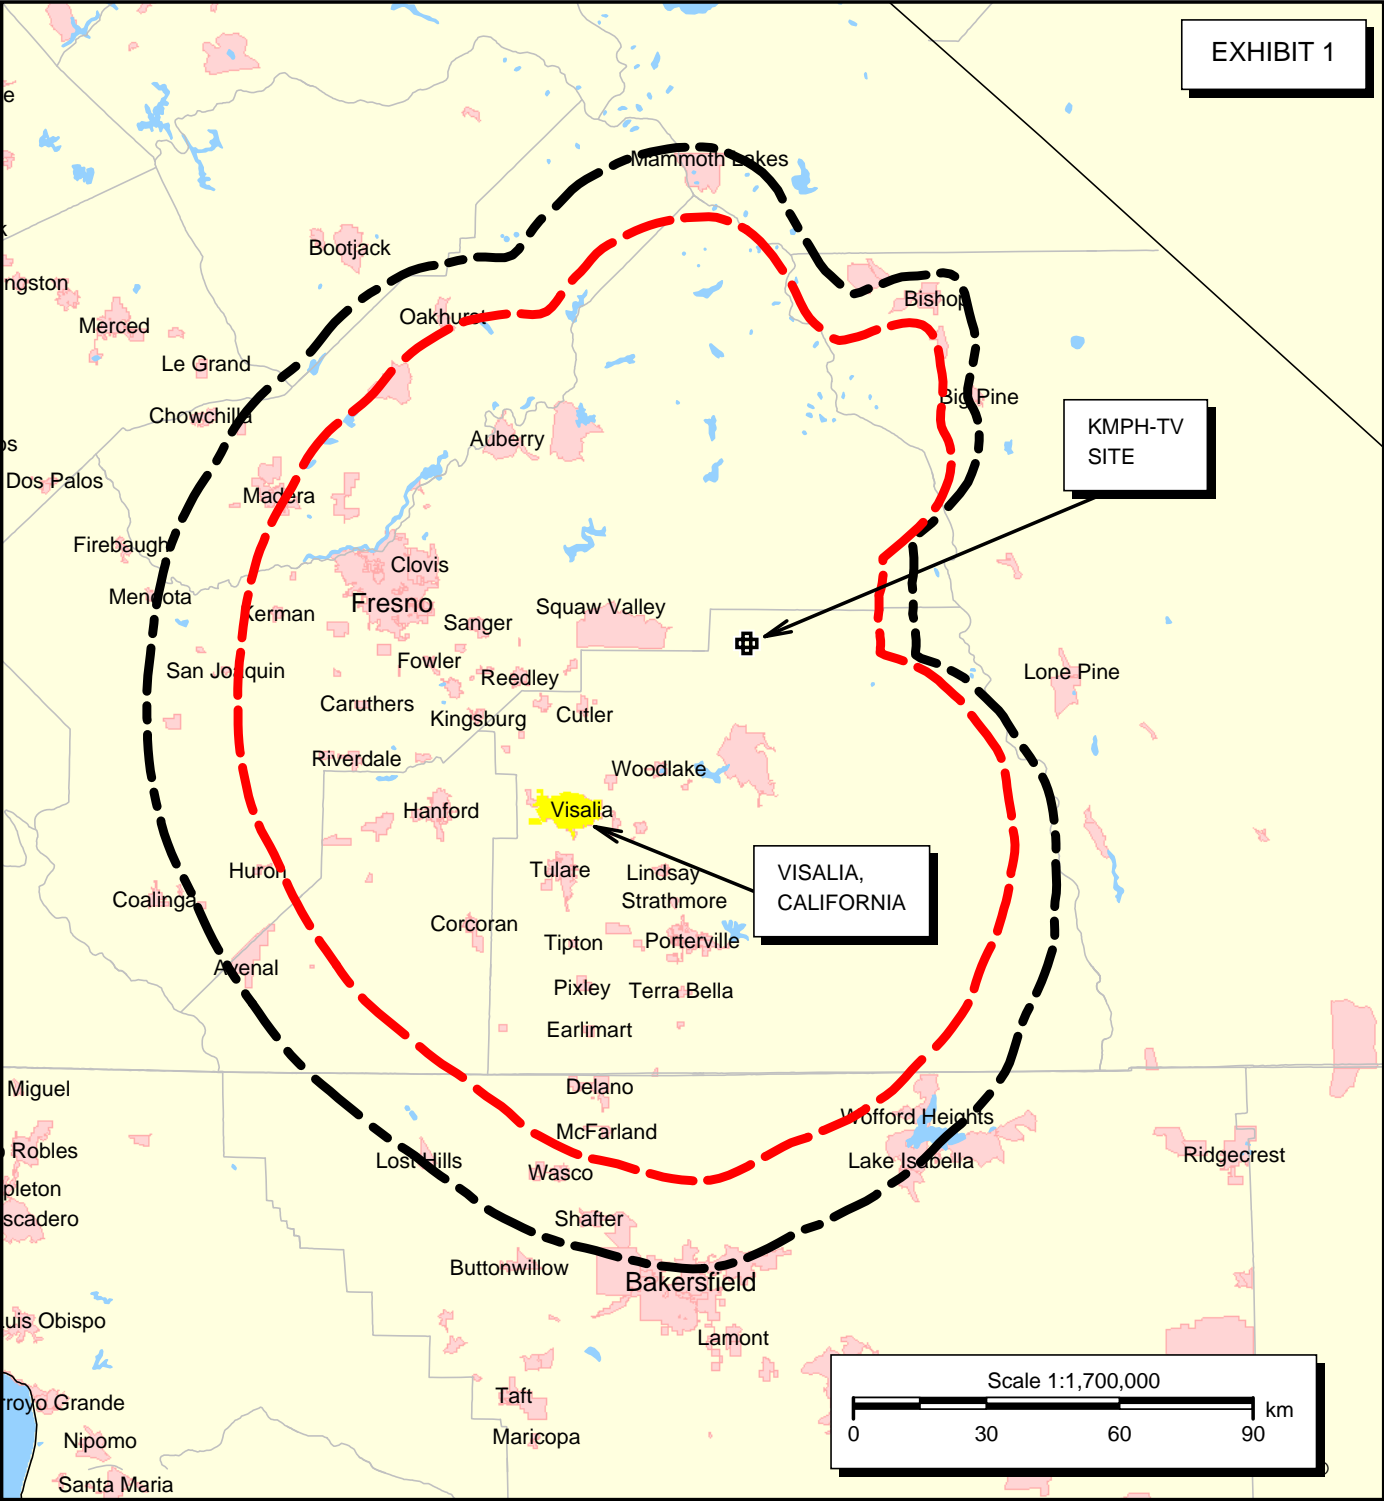 EXHIBIT 1
e
Mammoth Lakes
k
Bootjack
ngston
Bishop
Oakhurst
Merced
Le Grand
Big Pine
Chowchilla
KMPH-TV
SITE
Auberry
os
Dos Palos
Madera
Firebaugh
Clovis
Mendota
Fresno
Kerman
Squaw Valley
Sanger
Fowler
San Joaquin
Reedley
Lone Pine
Caruthers
Kingsburg
Cutler
Riverdale
Woodlake
Hanford
Visalia
Huron
Tulare
Lindsay
VISALIA,
CALIFORNIA
Coalinga
Strathmore
Corcoran
Tipton
Porterville
Avenal
Pixley
Terra Bella
Earlimart
Miguel
Delano
Wofford Heights
McFarland
Robles
Lost Hills
Lake Isabella
Ridgecrest
Wasco
pleton
scadero
Shafter
Buttonwillow
Bakersfield
uis Obispo
Lamont
Scale 1:1,700,000
km
0 30 60 90
rroyo Grande
Taft
Nipomo
Maricopa
Santa Maria